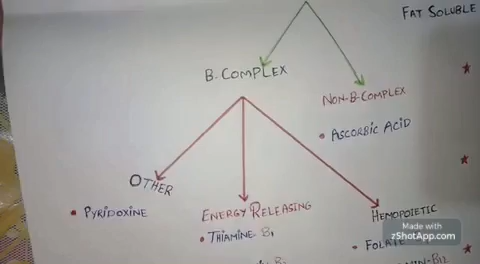 FAT SOLUBLE
B-COMPLEX
NON-B-COMPLEX
• ASCORBIC ACID
OTHER
• PYRIDOXINE
ENERGY RELEASING
• THIAMINE-B₁
HEMOPOIETIC
• FOLATE
Made with
zShotApp.com